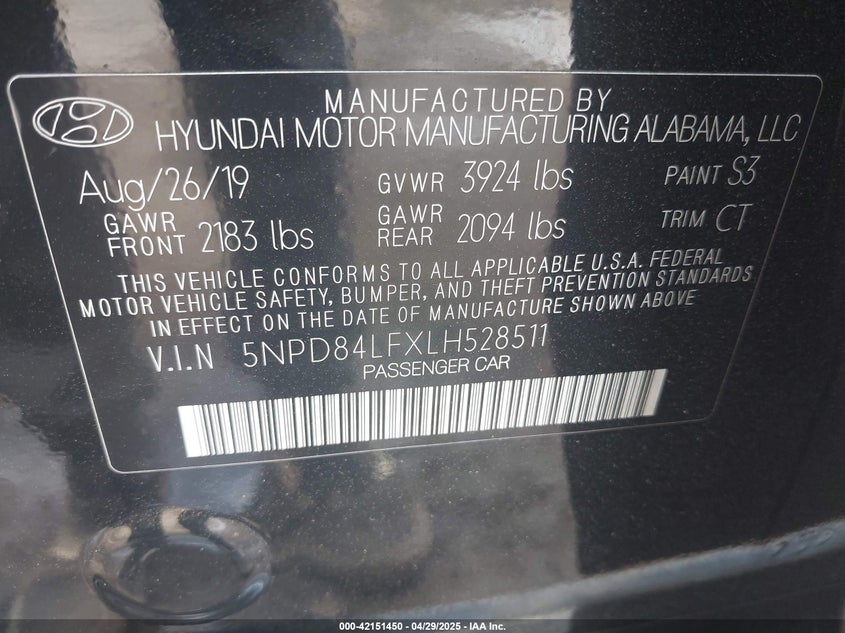 MANUFACTURED BY
HYUNDAI MOTOR MANUFACTURING ALABAMA, LLC
Aug/26/19 GVWR 3924 lbs PAINT S3
GAWR FRONT 2183 lbs GAWR REAR 2094 lbs TRIM CT
THIS VEHICLE CONFORMS TO ALL APPLICABLE U.S.A. FEDERAL
MOTOR VEHICLE SAFETY, BUMPER, AND THEFT PREVENTION STANDARDS
IN EFFECT ON THE DATE OF MANUFACTURE SHOWN ABOVE
V.I.N 5NPD84LFXLH528511
PASSENGER CAR
000-42151450 - 04/29/2025 - IAA Inc.